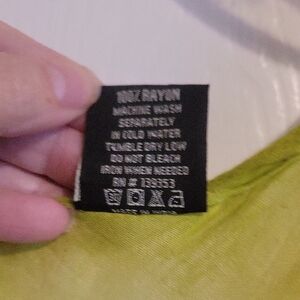 100% RAYON
MACHINE WASH
SEPARATELY
IN COLD WATER
TUMBLE DRY LOW
DO NOT BLEACH
IRON WHEN NEEDED
RN # 139353
MADE IN INDIA